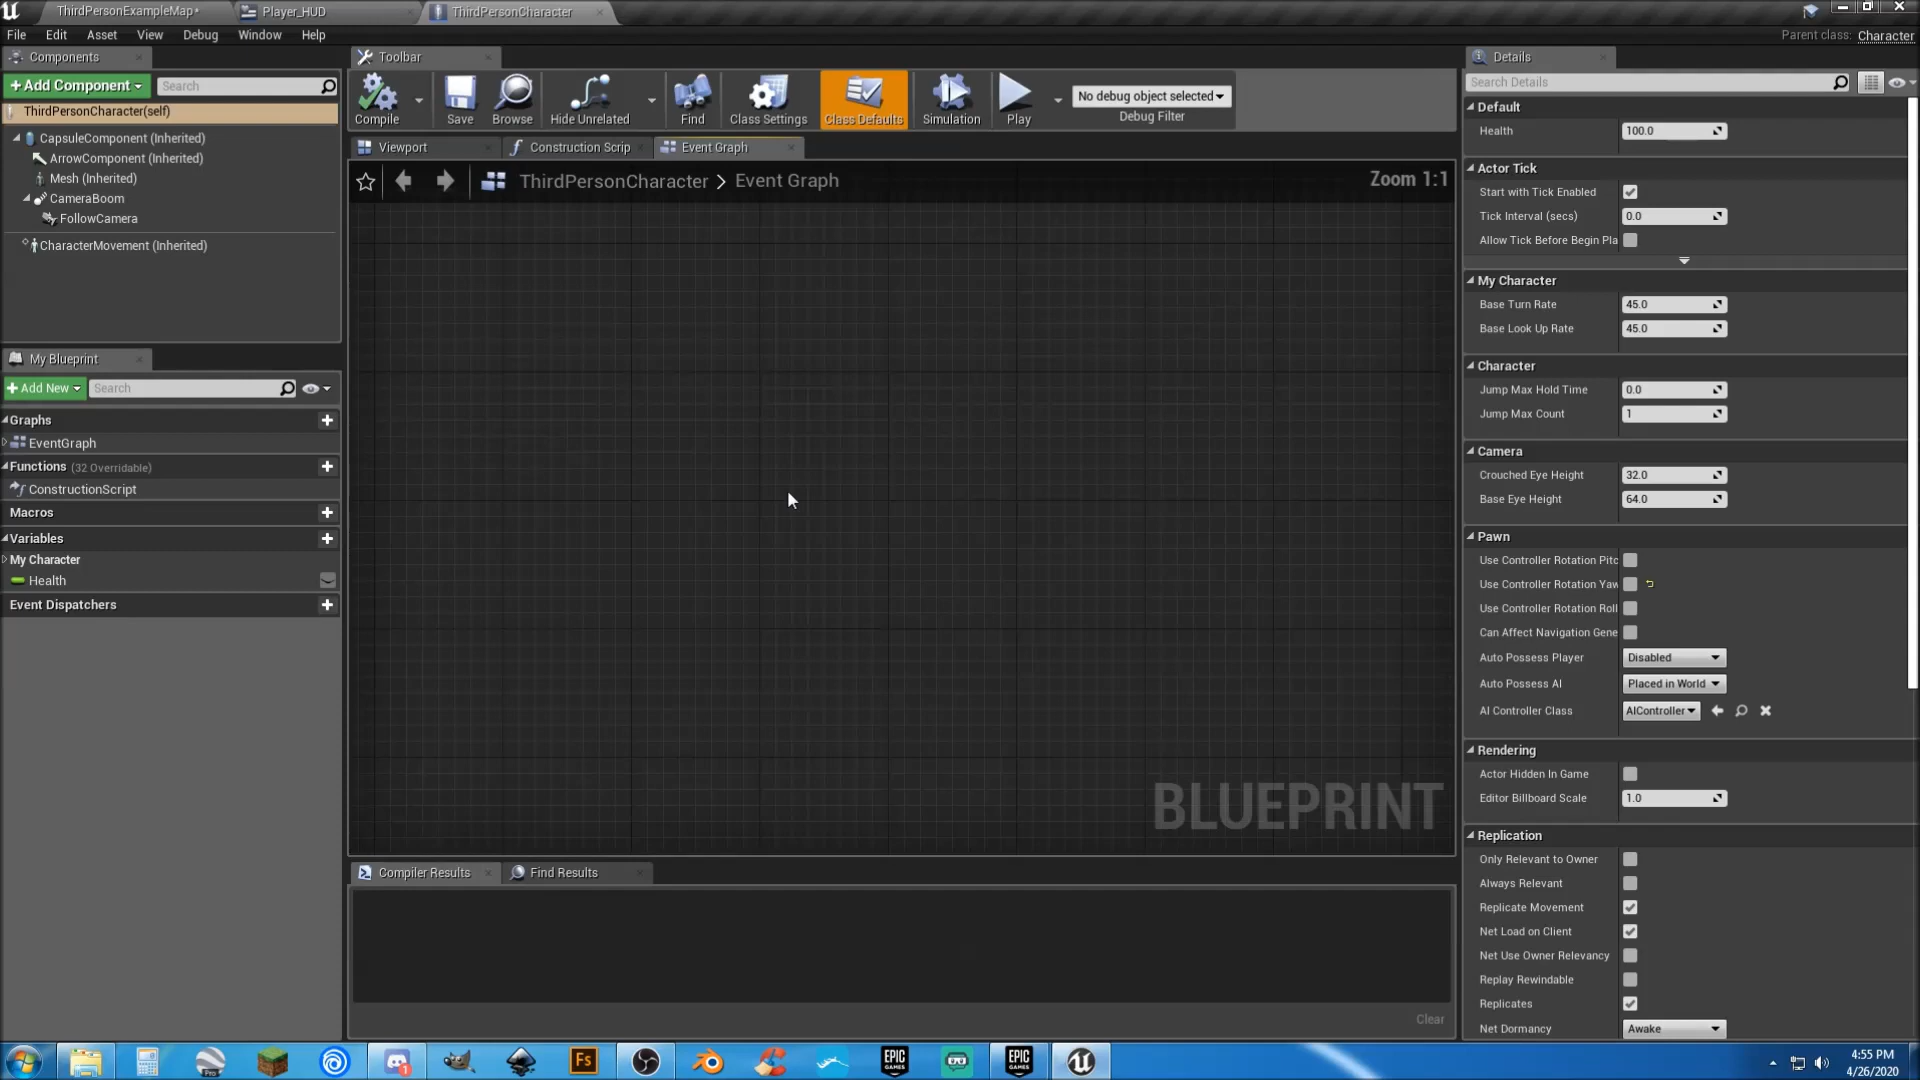 ThirdPersonExampleMap*
Player_HUD
ThirdPersonCharacter
File Edit Asset View Debug Window Help
Parent class: Character
Components
Add Component
Search
ThirdPersonCharacter(self)
CapsuleComponent (Inherited)
ArrowComponent (Inherited)
Mesh (Inherited)
CameraBoom
FollowCamera
CharacterMovement (Inherited)
My Blueprint
Add New
Search
Graphs
EventGraph
Functions (32 Overridable)
ConstructionScript
Macros
Variables
My Character
Health
Event Dispatchers
Toolbar
Compile
Save
Browse
Hide Unrelated
Find
Class Settings
Class Defaults
Simulation
Play
No debug object selected
Debug Filter
Viewport
Construction Scrip
Event Graph
ThirdPersonCharacter > Event Graph
Zoom 1:1
BLUEPRINT
Compiler Results
Find Results
Clear
Details
Search Details
Default
Health 100.0
Actor Tick
Start with Tick Enabled
Tick Interval (secs) 0.0
Allow Tick Before Begin Pla
My Character
Base Turn Rate 45.0
Base Look Up Rate 45.0
Character
Jump Max Hold Time 0.0
Jump Max Count 1
Camera
Crouched Eye Height 32.0
Base Eye Height 64.0
Pawn
Use Controller Rotation Pitc
Use Controller Rotation Yaw
Use Controller Rotation Roll
Can Affect Navigation Gene
Auto Possess Player Disabled
Auto Possess AI Placed in World
AI Controller Class AIController
Rendering
Actor Hidden In Game
Editor Billboard Scale 1.0
Replication
Only Relevant to Owner
Always Relevant
Replicate Movement
Net Load on Client
Net Use Owner Relevancy
Replay Rewindable
Replicates
Net Dormancy Awake
Pro
1
Fs
EPIC GAMES
EPIC GAMES
4:55 PM
4/26/2020